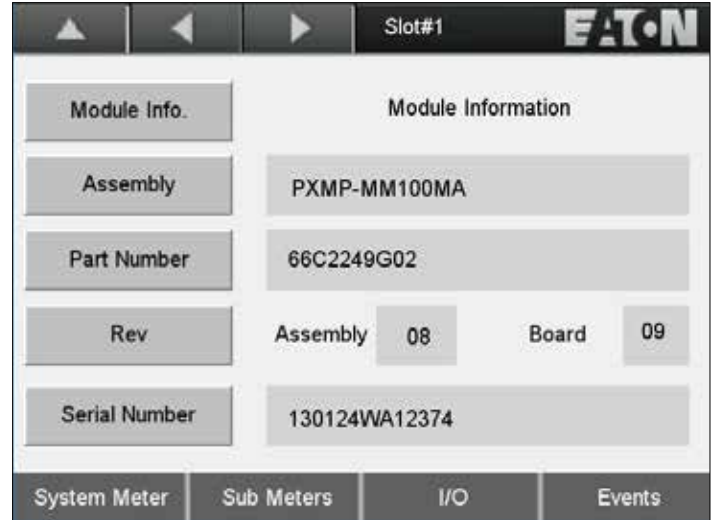 Slot#1 EATON
Module Info. Module Information
Assembly PXMP-MM100MA
Part Number 66C2249G02
Rev Assembly 08 Board 09
Serial Number 130124WA12374
System Meter Sub Meters I/O Events